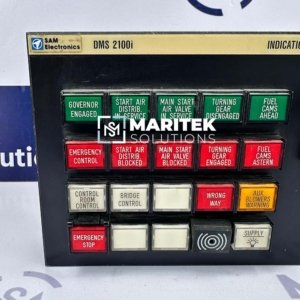 SAM
Electronics
DMS 2100i
INDICATIO
GOVERNOR
ENGAGED
START AIR
DISTRIB
IN SERVICE
MAIN START
AIR VALVE
IN SERVICE
TURNING
GEAR
DISENGAGED
FUEL
CAMS
AHEAD
MS
MARITEK
SOLUTIONS
EMERGENCY
CONTROL
START AIR
DISTRIB
BLOCKED
MAIN START
AIR VALVE
BLOCKED
TURNING
GEAR
ENGAGED
FUEL
CAMS
ASTERN
CONTROL
ROOM
CONTROL
BRIDGE
CONTROL
WRONG
WAY
AUX.
BLOWERS
WARNING
EMERGENCY
STOP
SUPPLY